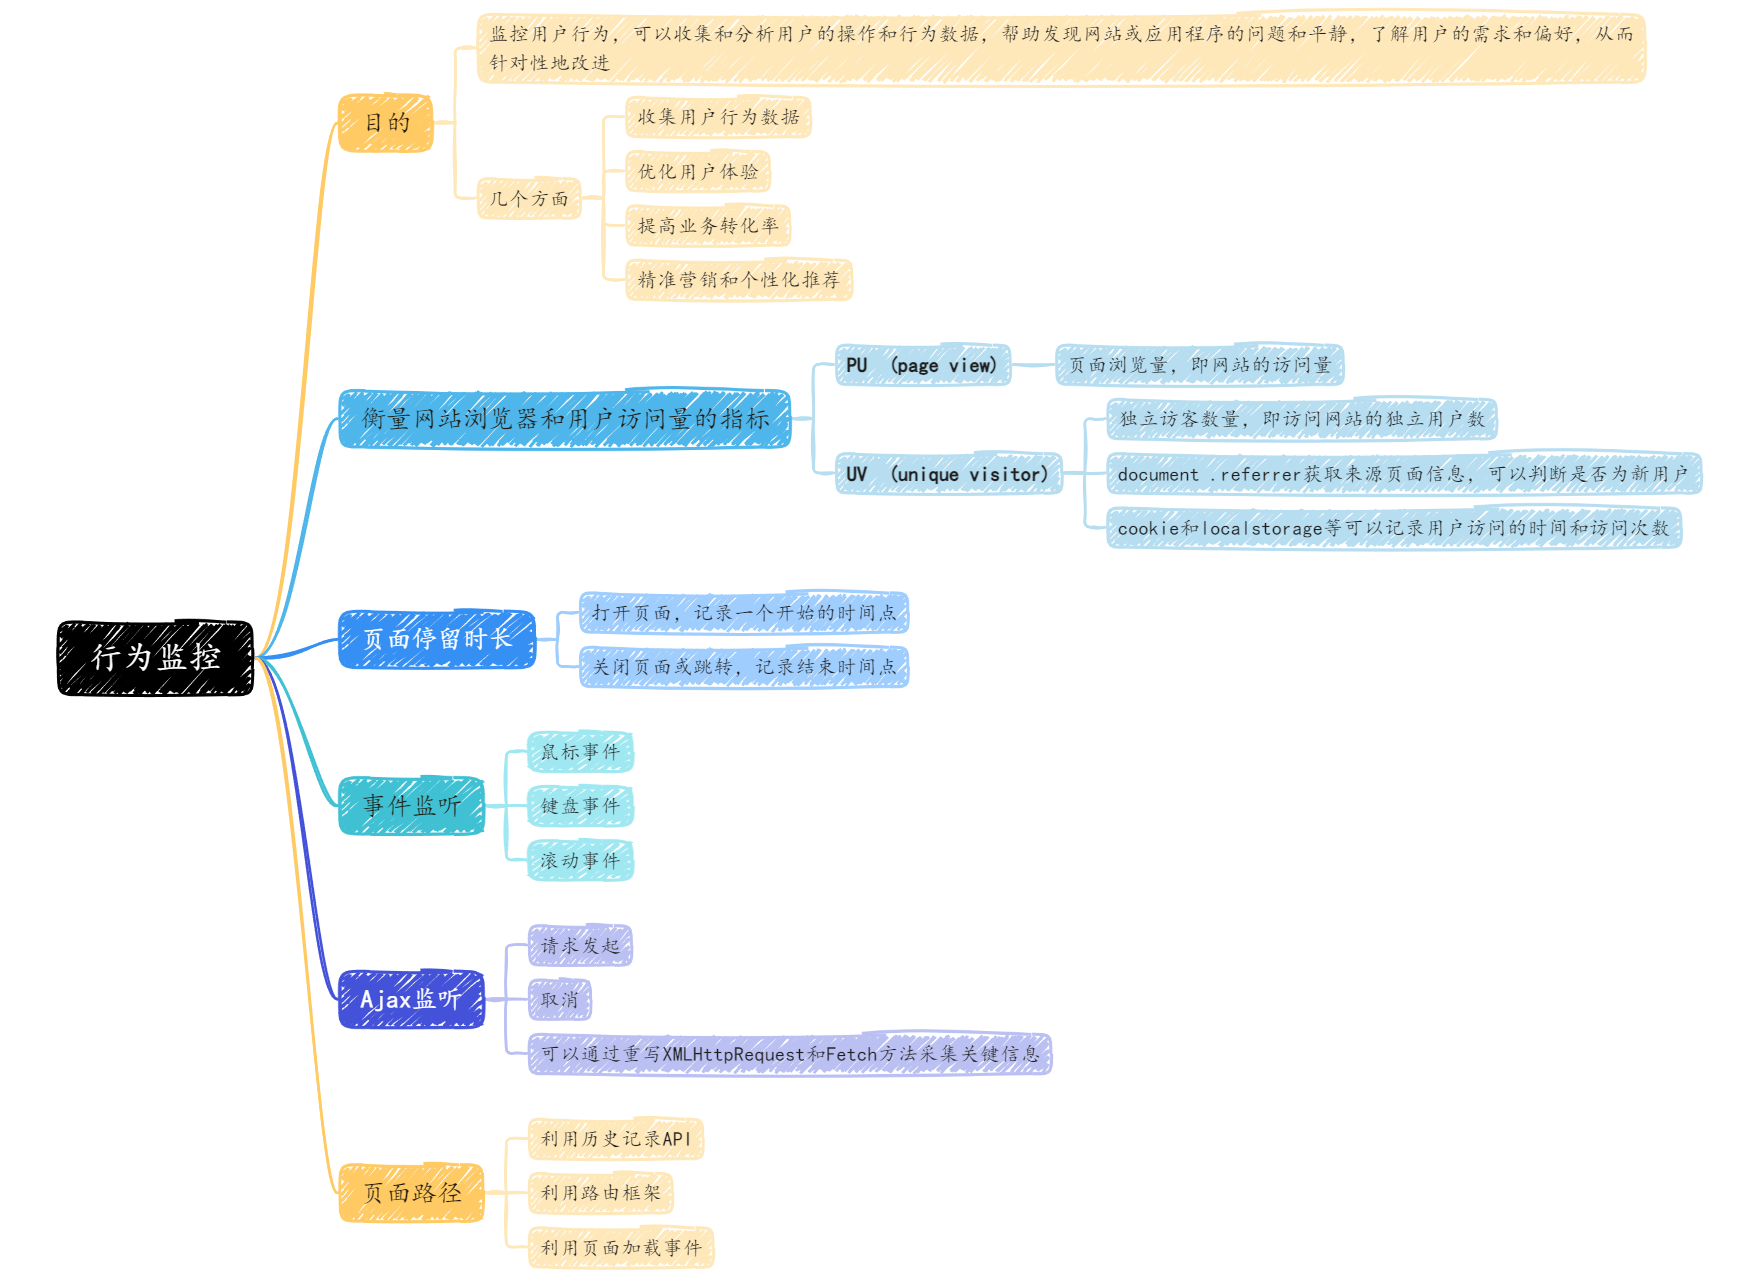 监控用户行为，可以收集和分析用户的操作和行为数据，帮助发现网站或应用程序的问题和平静，了解用户的需求和偏好，从而
针对性地改进
目的
收集用户行为数据
优化用户体验
几个方面
提高业务转化率
精准营销和个性化推荐
PU （page view）
页面浏览量，即网站的访问量
衡量网站浏览器和用户访问量的指标
独立访客数量，即访问网站的独立用户数
UV （unique visitor）
document .referrer获取来源页面信息，可以判断是否为新用户
cookie和localstorage等可以记录用户访问的时间和访问次数
行为监控
页面停留时长
打开页面，记录一个开始的时间点
关闭页面或跳转，记录结束时间点
鼠标事件
事件监听
键盘事件
滚动事件
请求发起
Ajax监听
取消
可以通过重写XMLHttpRequest和Fetch方法采集关键信息
利用历史记录API
页面路径
利用路由框架
利用页面加载事件